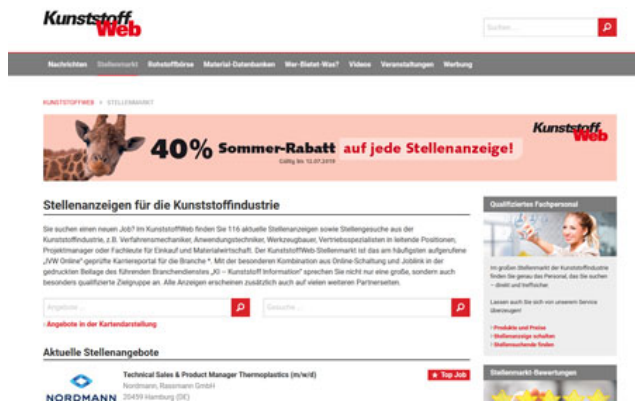 Kunststoff
Web
Suchen ...
Nachrichten Stellenmarkt Rohstoffbörse Material-Datenbanken Wer-Bietet-Was? Videos Veranstaltungen Werbung
KUNSTSTOFFWEB > STELLENMARKT
40% Sommer-Rabatt auf jede Stellenanzeige!
Gültig bis 12.07.2019
Kunststoff
Web
Stellenanzeigen für die Kunststoffindustrie
Sie suchen einen neuen Job? Im KunststoffWeb finden Sie 116 aktuelle Stellenanzeigen sowie Stellengesuche aus der
Kunststoffindustrie, z.B. Verfahrensmechaniker, Anwendungstechniker, Werkzeugbauer, Vertriebsspezialisten in leitende Positionen,
Projektmanager oder Fachleute für Einkauf und Materialwirtschaft. Der KunststoffWeb-Stellenmarkt ist das am häufigsten aufgerufene
„IVW Online“ geprüfte Karriereportal für die Branche *. Mit der besonderen Kombination aus Online-Schaltung und Joblink in der
gedruckten Beilage des führenden Branchendienstes „KI – Kunststoff Information“ sprechen Sie nicht nur eine große, sondern auch
besonders qualifizierte Zielgruppe an. Alle Anzeigen erscheinen zusätzlich auch auf vielen weiteren Partnerseiten.
Angebote ...
Gesuche ...
› Angebote in der Kartendarstellung
Aktuelle Stellenangebote
Technical Sales & Product Manager Thermoplastics (m/w/d)
★ Top Job
Nordmann, Rassmann GmbH
20459 Hamburg (DE)
NORDMANN
Qualifiziertes Fachpersonal
Im großen Stellenmarkt der Kunststoffindustrie
finden Sie genau das Personal, das Sie suchen
– direkt und treffsicher
Lassen auch Sie sich von unserem Service
überzeugen!
› Produkte und Preise
› Stellenanzeige schalten
› Stellensuchende finden
Stellenmarkt-Bewertungen